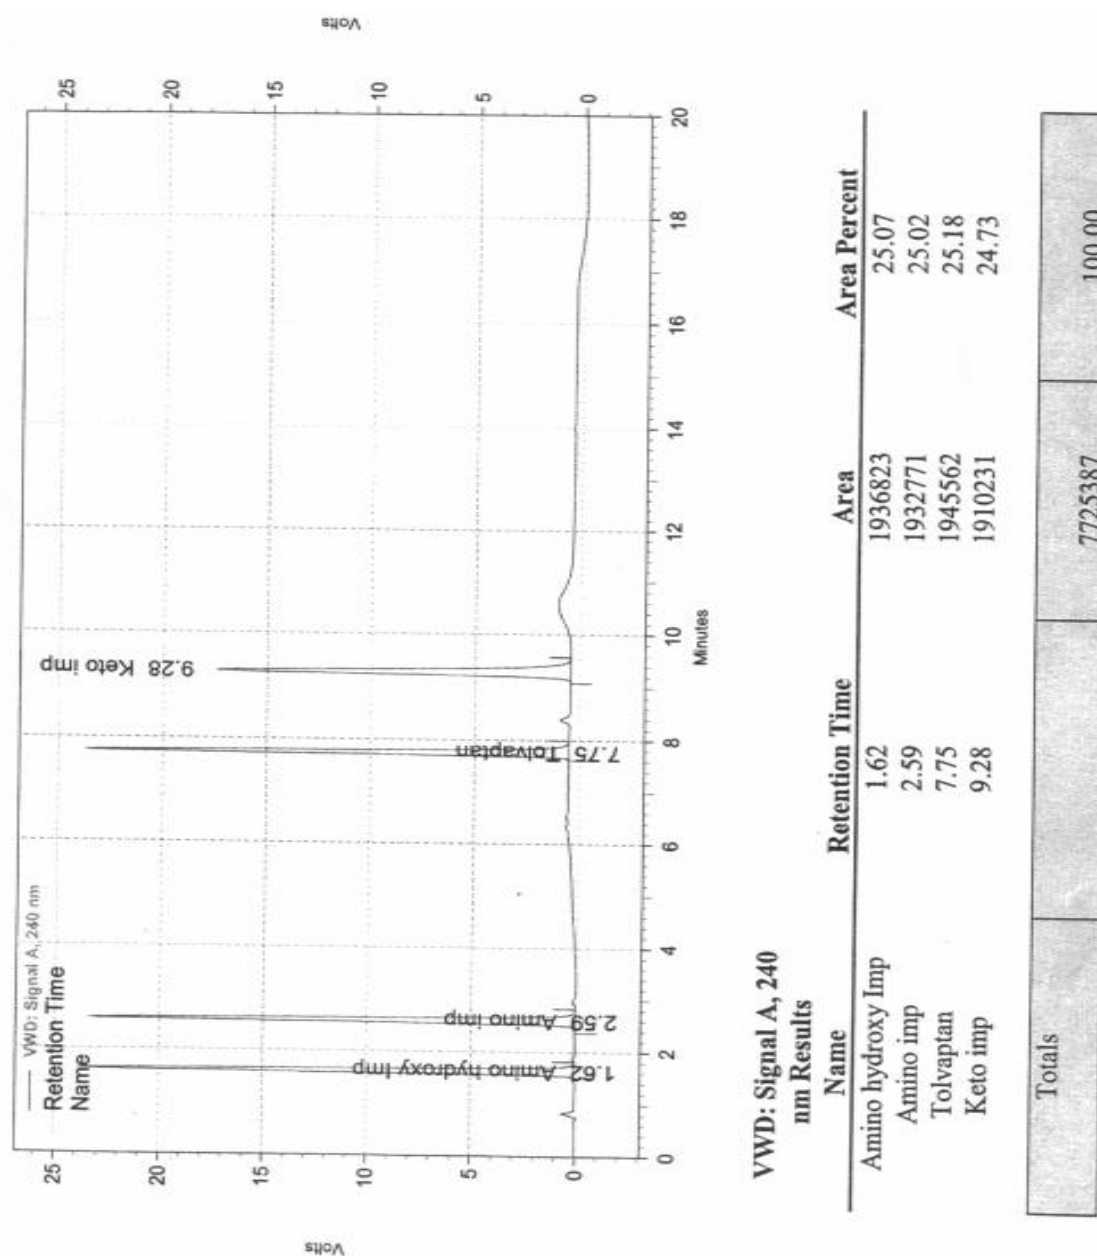 VWD: Signal A, 240 nm
Retention Time
Name
Volts
25
20
15
10
5
0
Volts
25
20
15
10
5
0
1.62 Amino hydroxy Imp
2.59 Amino imp
7.75 Tolvaptan
9.28 Keto imp
0 2 4 6 8 10 12 14 16 18 20
Minutes
VWD: Signal A, 240
nm Results
Name Retention Time Area Area Percent
Amino hydroxy Imp 1.62 1936823 25.07
Amino imp 2.59 1932771 25.02
Tolvaptan 7.75 1945562 25.18
Keto imp 9.28 1910231 24.73
Totals
7725387 100.00